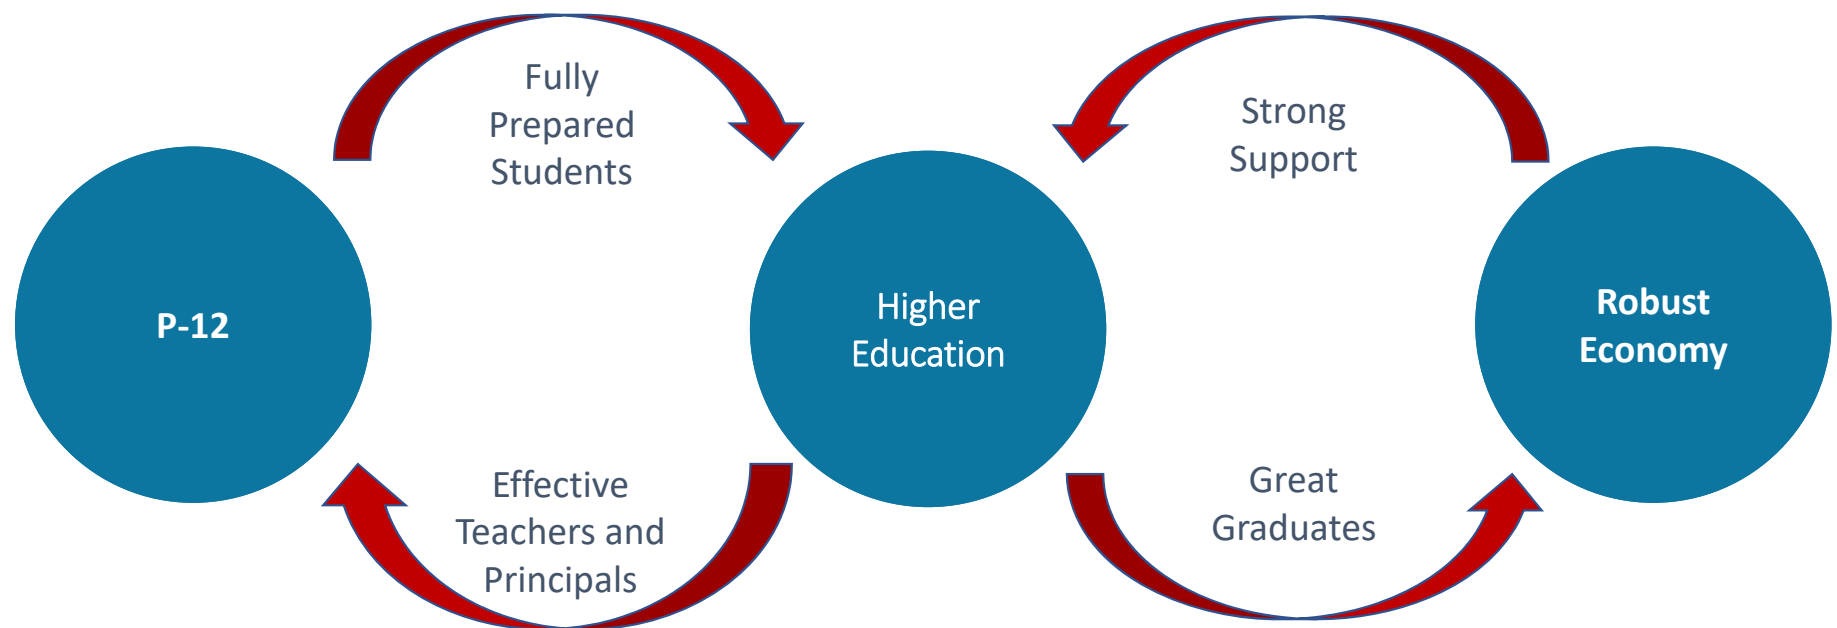 Fully
Prepared
Students
Strong
Support
P-12
Higher
Education
Robust
Economy
Effective
Teachers and
Principals
Great
Graduates